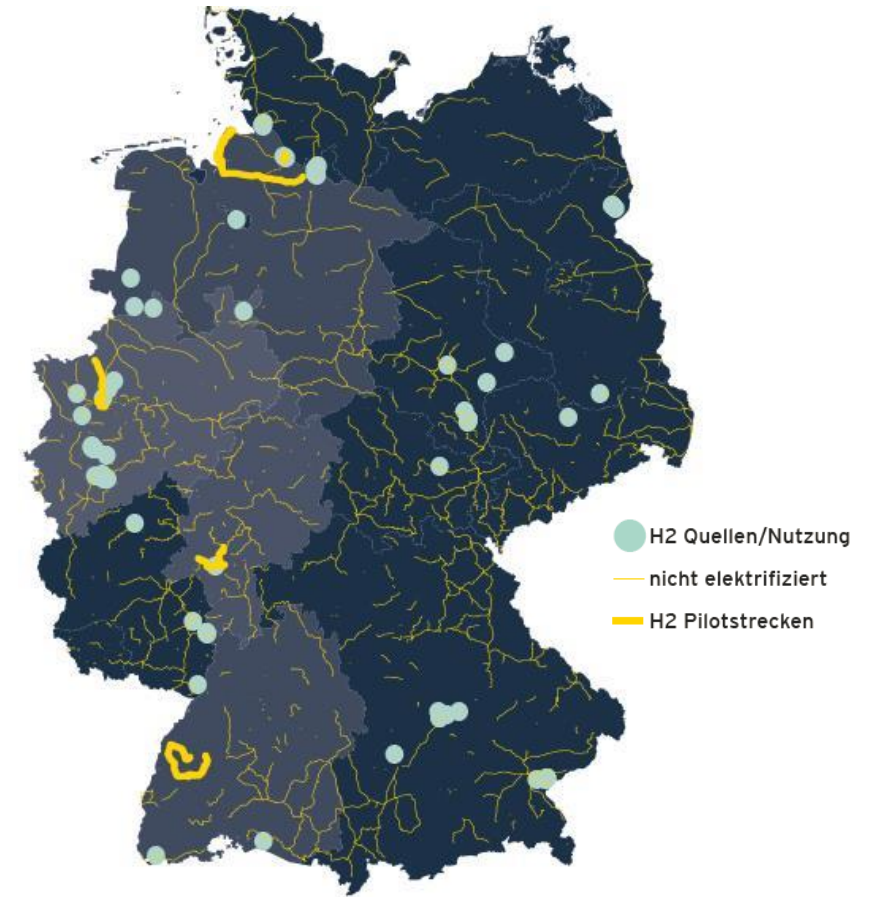 H2 Quellen/Nutzung
nicht elektrifiziert
H2 Pilotstrecken